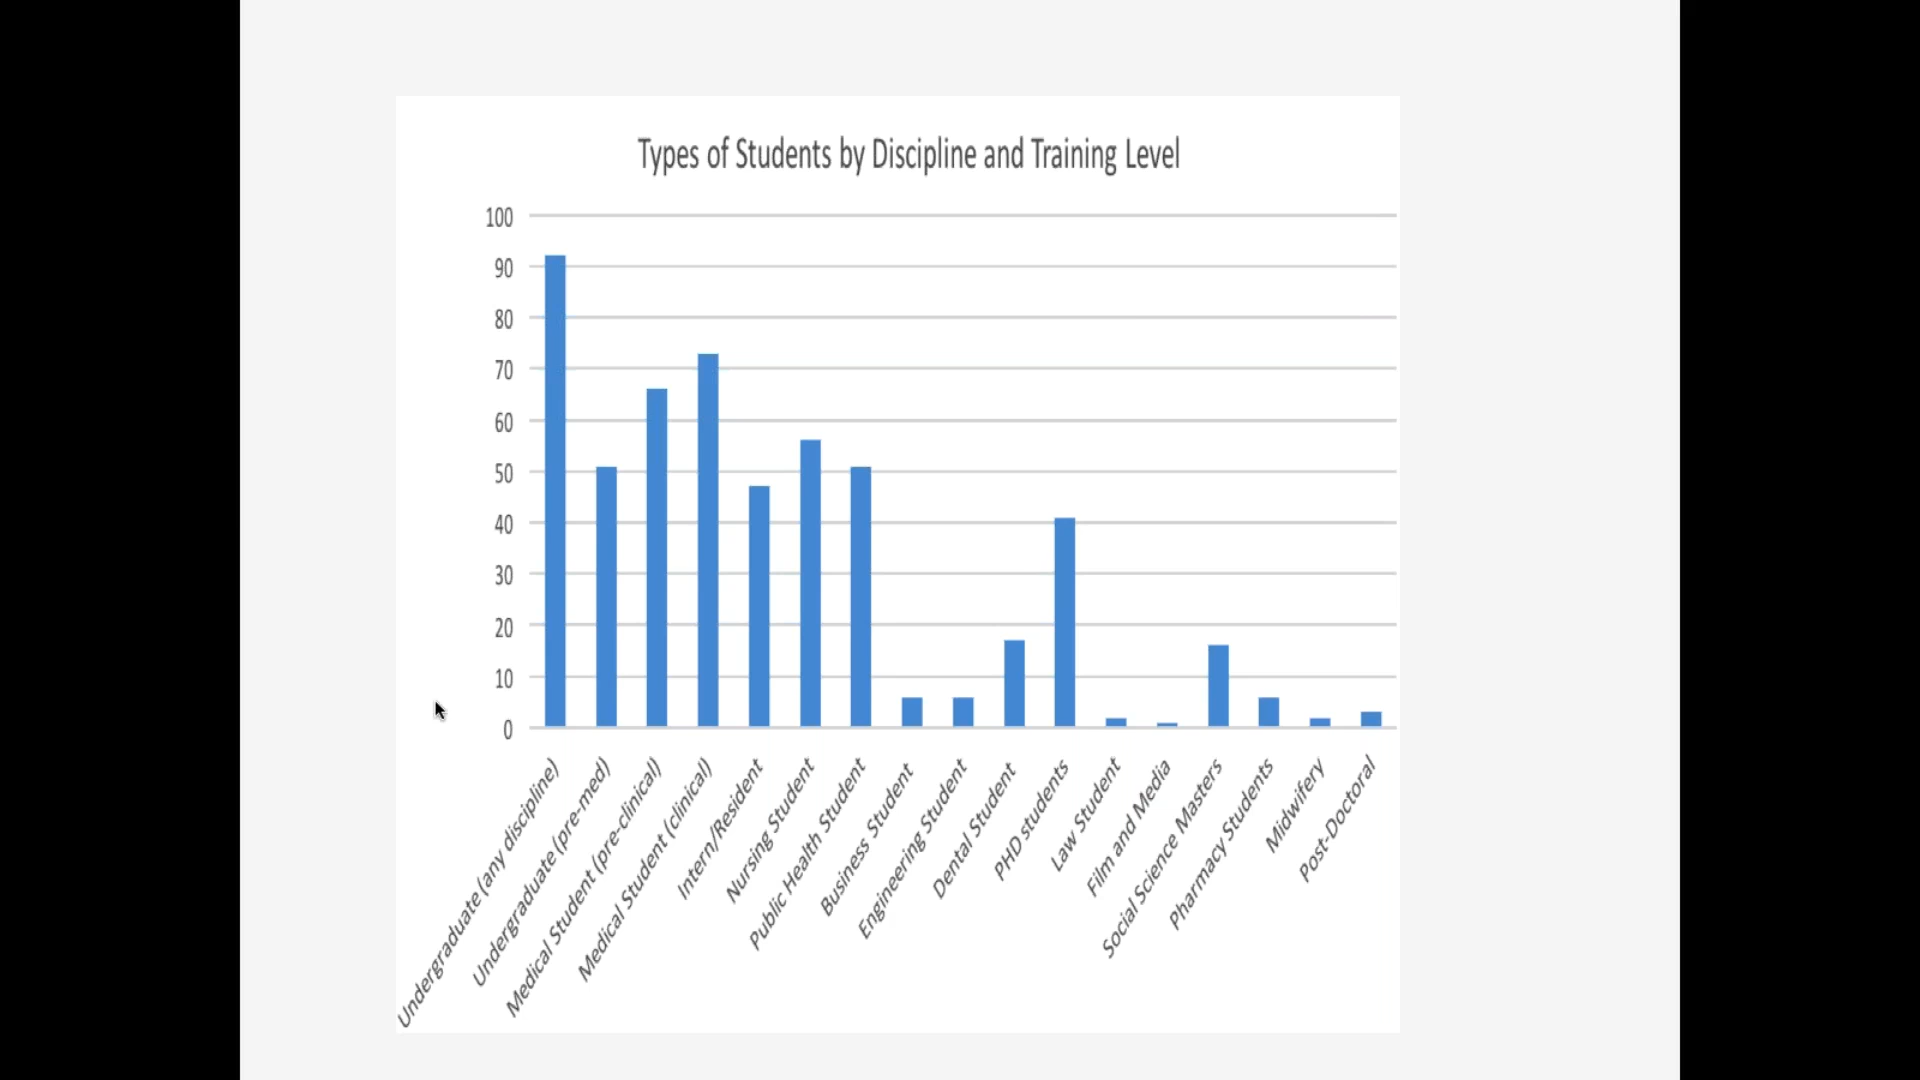 Types of Students by Discipline and Training Level
100
90
80
70
60
50
40
30
20
10
0
Undergraduate (any discipline)
Undergraduate (pre-med)
Medical Student (pre-clinical)
Medical Student (clinical)
Intern/Resident
Nursing Student
Public Health Student
Business Student
Engineering Student
Dental Student
PHD students
Law Student
Film and Media
Social Science Masters
Pharmacy Students
Midwifery
Post-Doctoral